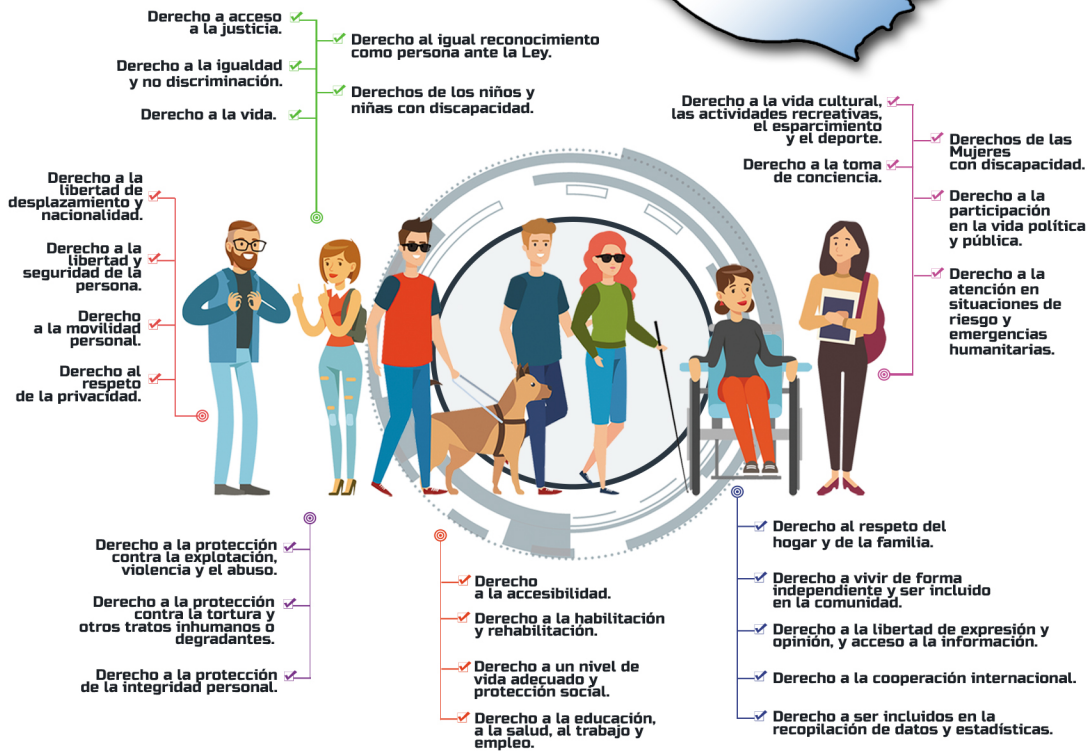 Derecho a acceso
a la justicia.
Derecho a la igualdad
y no discriminación.
Derecho a la vida.
Derecho al igual reconocimiento
como persona ante la Ley.
Derechos de los niños y
niñas con discapacidad.
Derecho a la vida cultural,
las actividades recreativas,
el esparcimiento
y el deporte.
Derecho a la toma
de conciencia.
Derechos de las
Mujeres
con discapacidad.
Derecho a la
participación
en la vida política
y pública.
Derecho a la
atención en
situaciones de
riesgo y
emergencias
humanitarias.
Derecho a la
libertad de
desplazamiento y
nacionalidad.
Derecho a la
libertad y
seguridad de la
persona.
Derecho
a la movilidad
personal.
Derecho al
respeto
de la privacidad.
Derecho a la protección
contra la explotación,
violencia y el abuso.
Derecho a la protección
contra la tortura y
otros tratos inhumanos o
degradantes.
Derecho a la protección
de la integridad personal.
Derecho
a la accesibilidad.
Derecho a la habilitación
y rehabilitación.
Derecho a un nivel de
vida adecuado y
protección social.
Derecho a la educación,
a la salud, al trabajo y
empleo.
Derecho al respeto del
hogar y de la familia.
Derecho a vivir de forma
independiente y ser incluido
en la comunidad.
Derecho a la libertad de expresión y
opinión, y acceso a la información.
Derecho a la cooperación internacional.
Derecho a ser incluidos en la
recopilación de datos y estadísticas.